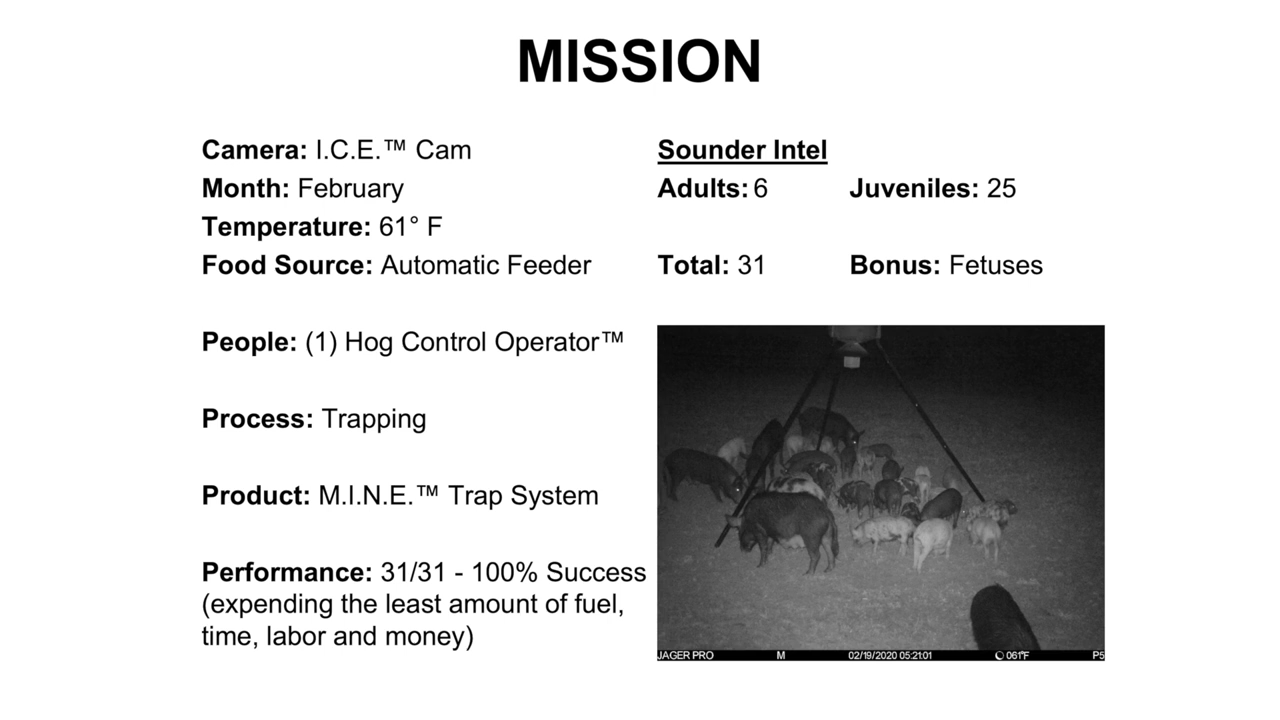 MISSION
Camera: I.C.E.™ Cam
Month: February
Temperature: 61° F
Food Source: Automatic Feeder
People: (1) Hog Control Operator™
Process: Trapping
Product: M.I.N.E.™ Trap System
Performance: 31/31 - 100% Success
(expending the least amount of fuel,
time, labor and money)
Sounder Intel
Adults: 6 Juveniles: 25
Total: 31 Bonus: Fetuses
JAGER PRO M 02/19/2020 05:21:01 061°F P5